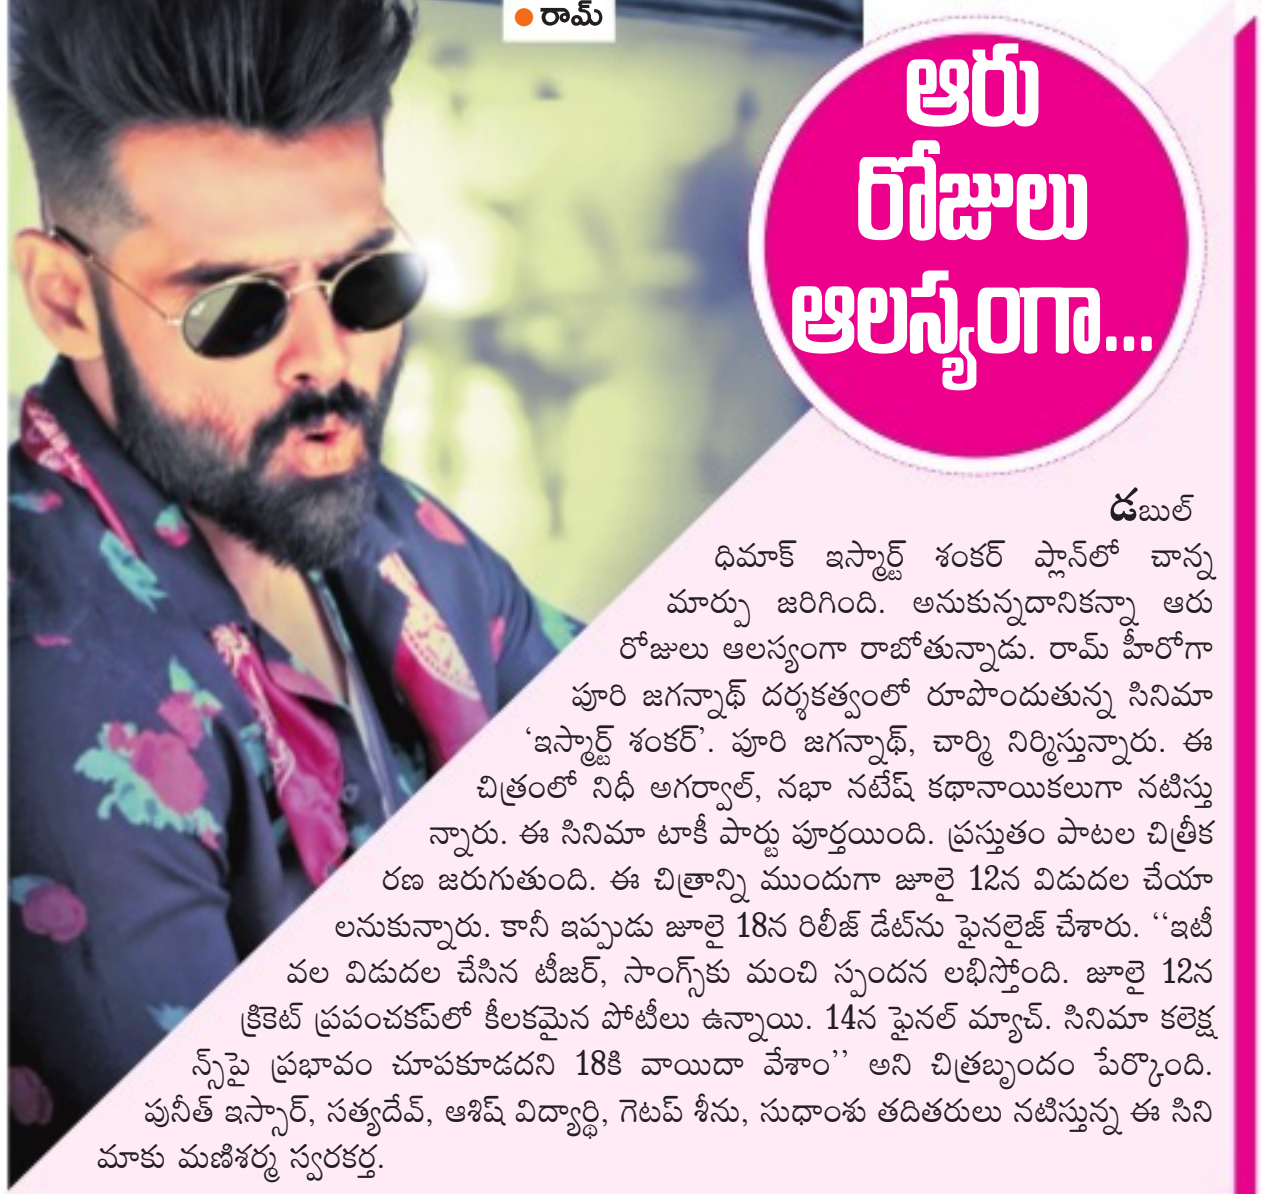 ● రామ్
ఆరు
రోజులు
ఆలస్యంగా...
డబుల్
ధిమాక్ ఇస్మార్ట్ శంకర్ ప్లాన్‌లో చాన్న
మార్పు జరిగింది. అనుకున్నదానికన్నా ఆరు
రోజులు ఆలస్యంగా రాబోతున్నాడు. రామ్ హీరోగా
పూరి జగన్నాథ్ దర్శకత్వంలో రూపొందుతున్న సినిమా
‘ఇస్మార్ట్ శంకర్’. పూరి జగన్నాథ్, చార్మి నిర్మిస్తున్నారు. ఈ
చిత్రంలో నిధీ అగర్వాల్, నభా నటేష్ కథానాయికలుగా నటిస్తు
న్నారు. ఈ సినిమా టాకీ పార్టు పూర్తయింది. ప్రస్తుతం పాటల చిత్రీక
రణ జరుగుతుంది. ఈ చిత్రాన్ని ముందుగా జూలై 12న విడుదల చేయా
లనుకున్నారు. కానీ ఇప్పుడు జూలై 18న రిలీజ్ డేట్‌ను ఫైనలైజ్ చేశారు. ‘‘ఇటీ
వల విడుదల చేసిన టీజర్, సాంగ్స్‌కు మంచి స్పందన లభిస్తోంది. జూలై 12న
క్రికెట్ ప్రపంచకప్‌లో కీలకమైన పోటీలు ఉన్నాయి. 14న ఫైనల్ మ్యాచ్. సినిమా కలెక్ష
న్స్‌పై ప్రభావం చూపకూడదని 18కి వాయిదా వేశాం’’ అని చిత్రబృందం పేర్కొంది.
పునీత్ ఇస్సార్, సత్యదేవ్, ఆశిష్ విద్యార్థి, గెటప్ శీను, సుధాంశు తదితరులు నటిస్తున్న ఈ సిని
మాకు మణిశర్మ స్వరకర్త.